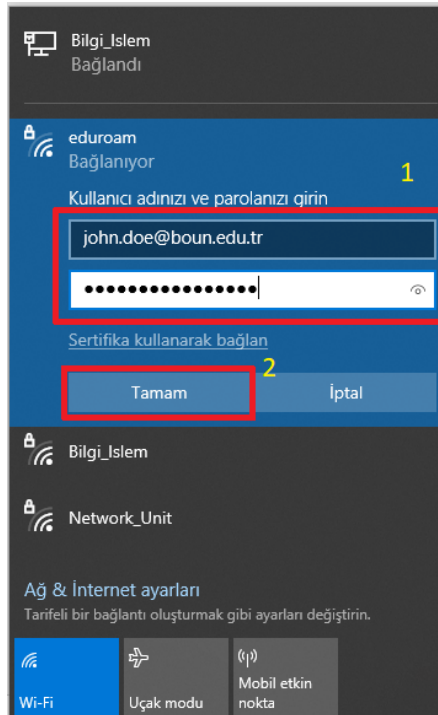 Bilgi_Islem
Bağlandı
eduroam
Bağlanıyor
1
Kullanıcı adınızı ve parolanızı girin
john.doe@boun.edu.tr
●●●●●●●●●●●●●●●●
Sertifika kullanarak bağlan
2
Tamam İptal
Bilgi_Islem
Network_Unit
Ağ & İnternet ayarları
Tarifeli bir bağlantı oluşturmak gibi ayarları değiştirin.
Wi-Fi Uçak modu Mobil etkin
nokta